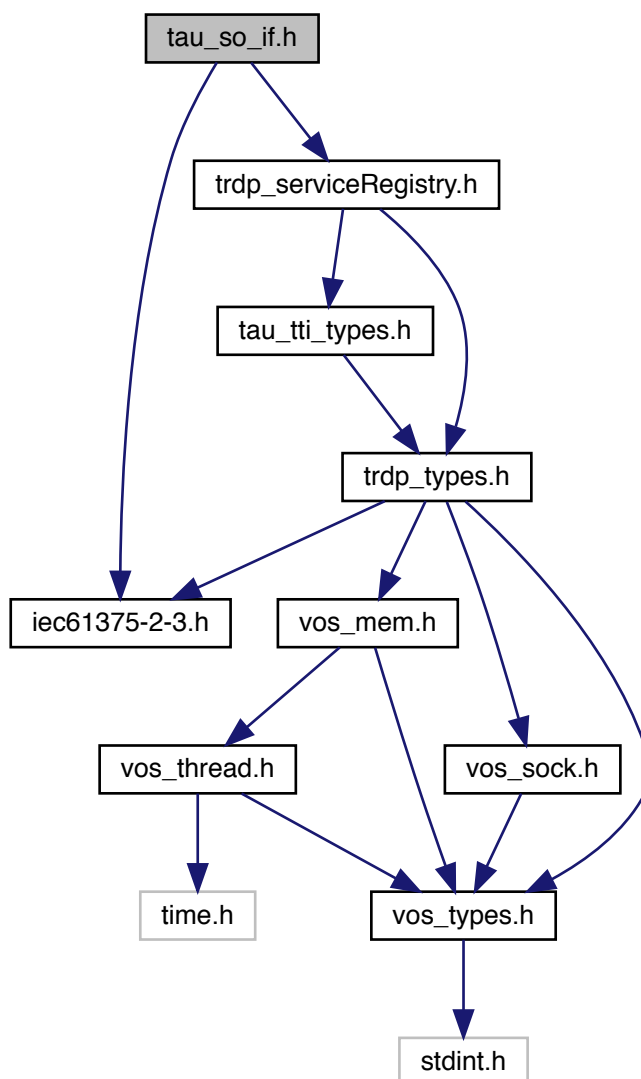 tau_so_if.h
trdp_serviceRegistry.h
tau_tti_types.h
trdp_types.h
iec61375-2-3.h
vos_mem.h
vos_thread.h
vos_sock.h
time.h
vos_types.h
stdint.h